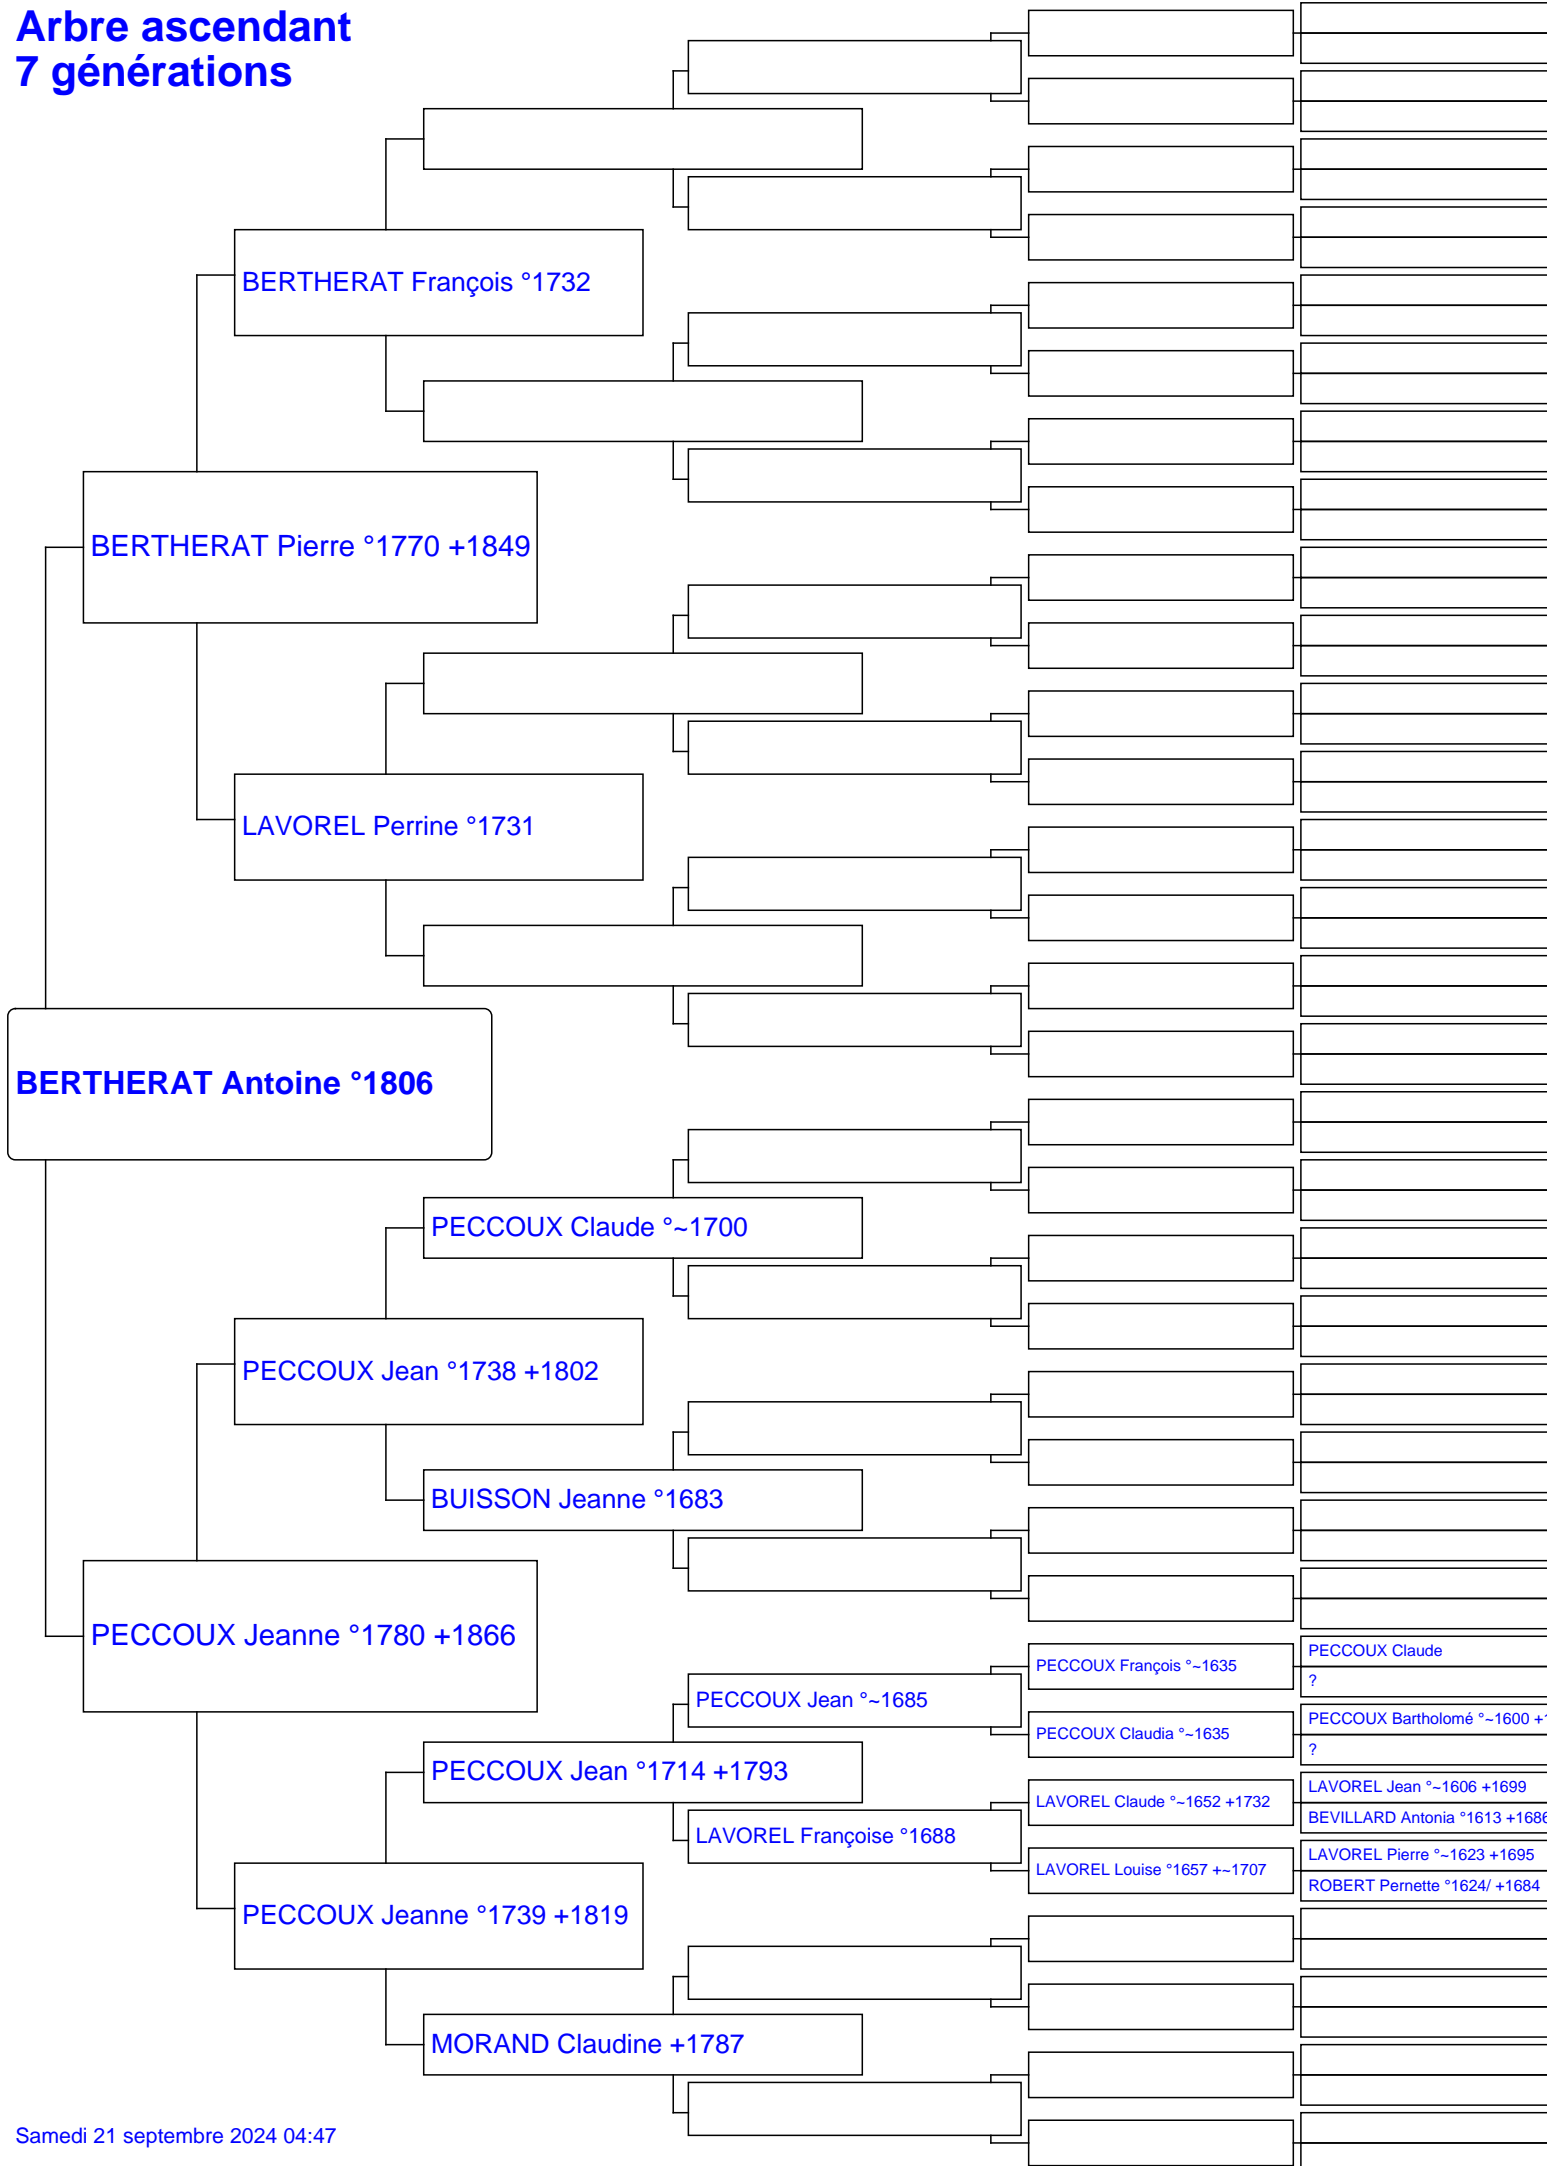 Arbre ascendant
7 générations
BERTHERAT François °1732
BERTHERAT Pierre °1770 +1849
LAVOREL Perrine °1731
BERTHERAT Antoine °1806
PECCOUX Claude °~1700
PECCOUX Jean °1738 +1802
BUISSON Jeanne °1683
PECCOUX Jeanne °1780 +1866
PECCOUX François °~1635
PECCOUX Claude
?
PECCOUX Jean °~1685
PECCOUX Claudia °~1635
PECCOUX Bartholomé °~1600 +1
?
PECCOUX Jean °1714 +1793
LAVOREL Claude °~1652 +1732
LAVOREL Jean °~1606 +1699
BEVILLARD Antonia °1613 +1686
LAVOREL Françoise °1688
LAVOREL Louise °1657 +~1707
LAVOREL Pierre °~1623 +1695
ROBERT Pernette °1624/ +1684
PECCOUX Jeanne °1739 +1819
MORAND Claudine +1787
Samedi 21 septembre 2024 04:47